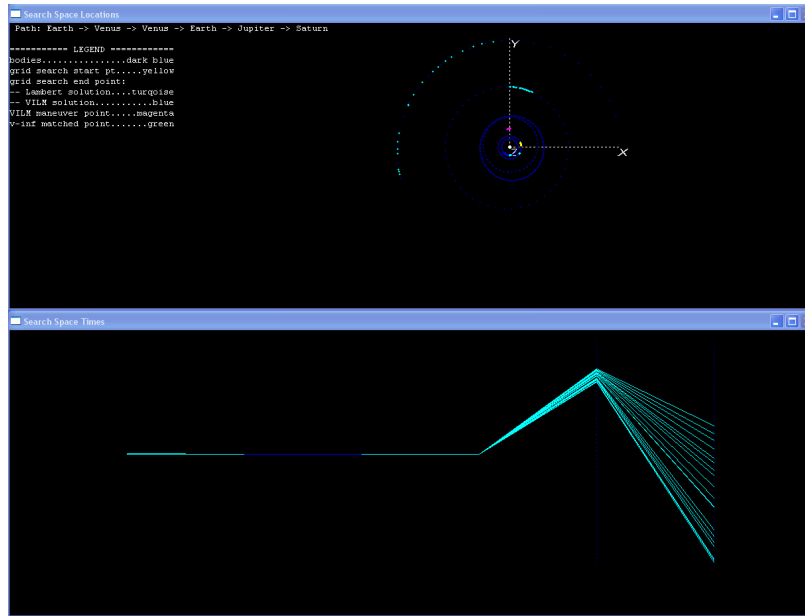 Search Space Locations
Path: Earth -> Venus -> Venus -> Earth -> Jupiter -> Saturn
=========== LEGEND ============
bodies................dark blue
grid search start pt.....yellow
grid search end point:
-- Lambert solution....turqoise
-- VILM solution...........blue
VILM maneuver point.....magenta
v-inf matched point.......green
Y
X
Z
Search Space Times